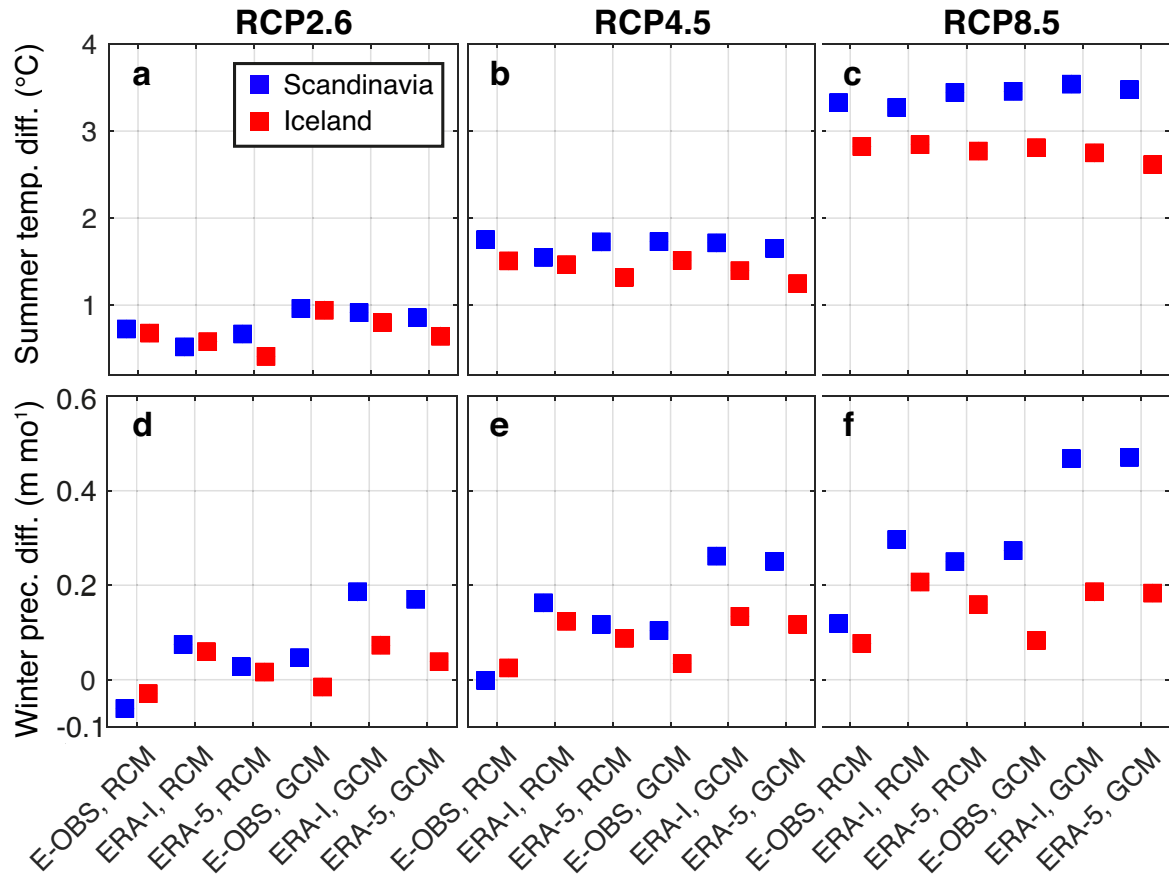 RCP2.6
RCP4.5
RCP8.5
Summer temp. diff. (°C)
4
3
2
1
a
Scandinavia
Iceland
b
c
Winter prec. diff. (m mo¹)
0.6
0.4
0.2
0
-0.1
d
e
f
E-OBS, RCM
ERA-I, RCM
ERA-5, RCM
E-OBS, GCM
ERA-I, GCM
ERA-5, GCM
E-OBS, RCM
ERA-I, RCM
ERA-5, RCM
E-OBS, GCM
ERA-I, GCM
ERA-5, GCM
E-OBS, RCM
ERA-I, RCM
ERA-5, RCM
E-OBS, GCM
ERA-I, GCM
ERA-5, GCM